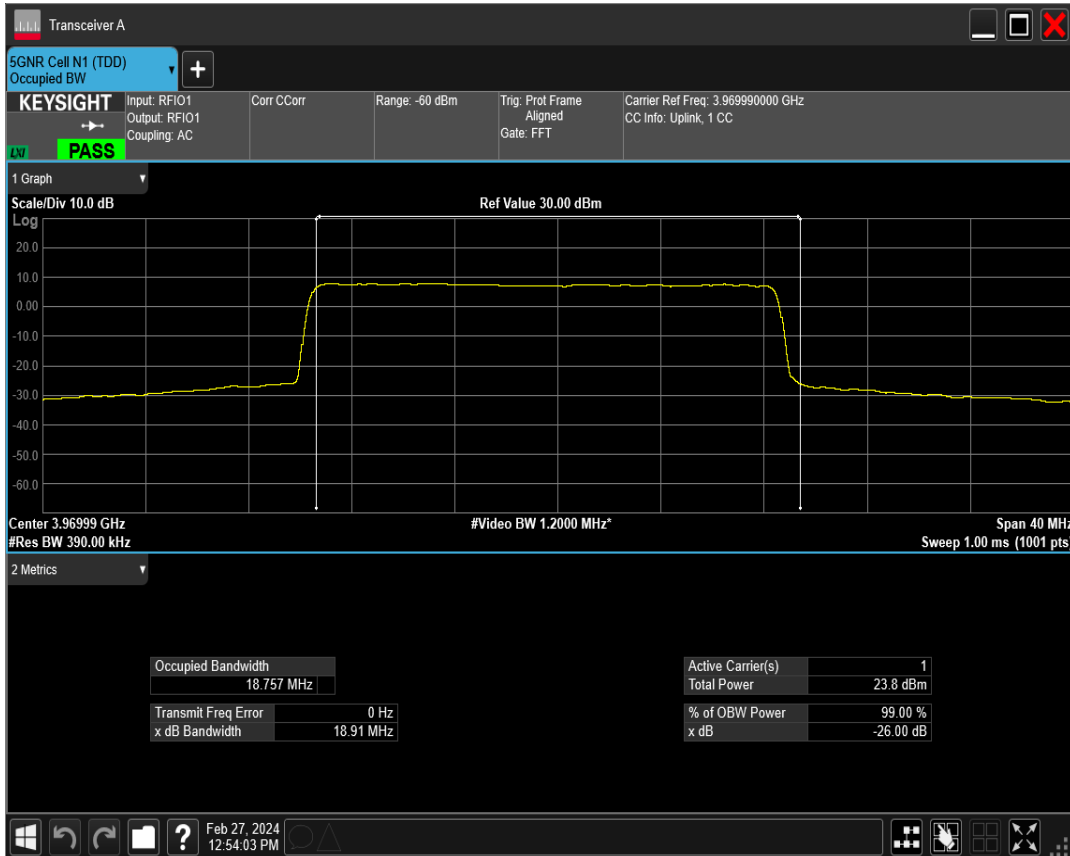 Transceiver A
5GNR Cell N1 (TDD)
Occupied BW
+
KEYSIGHT
LXI
PASS
Input: RFIO1
Output: RFIO1
Coupling: AC
Corr CCorr
Range: -60 dBm
Trig: Prot Frame
Aligned
Gate: FFT
Carrier Ref Freq: 3.969990000 GHz
CC Info: Uplink, 1 CC
1 Graph
Scale/Div 10.0 dB
Ref Value 30.00 dBm
Log
20.0
10.0
0.00
-10.0
-20.0
-30.0
-40.0
-50.0
-60.0
Center 3.96999 GHz
#Video BW 1.2000 MHz*
Span 40 MHz
#Res BW 390.00 kHz
Sweep 1.00 ms (1001 pts)
2 Metrics
Occupied Bandwidth
18.757 MHz
Transmit Freq Error 0 Hz
x dB Bandwidth 18.91 MHz
Active Carrier(s) 1
Total Power 23.8 dBm
% of OBW Power 99.00 %
x dB -26.00 dB
?
Feb 27, 2024
12:54:03 PM